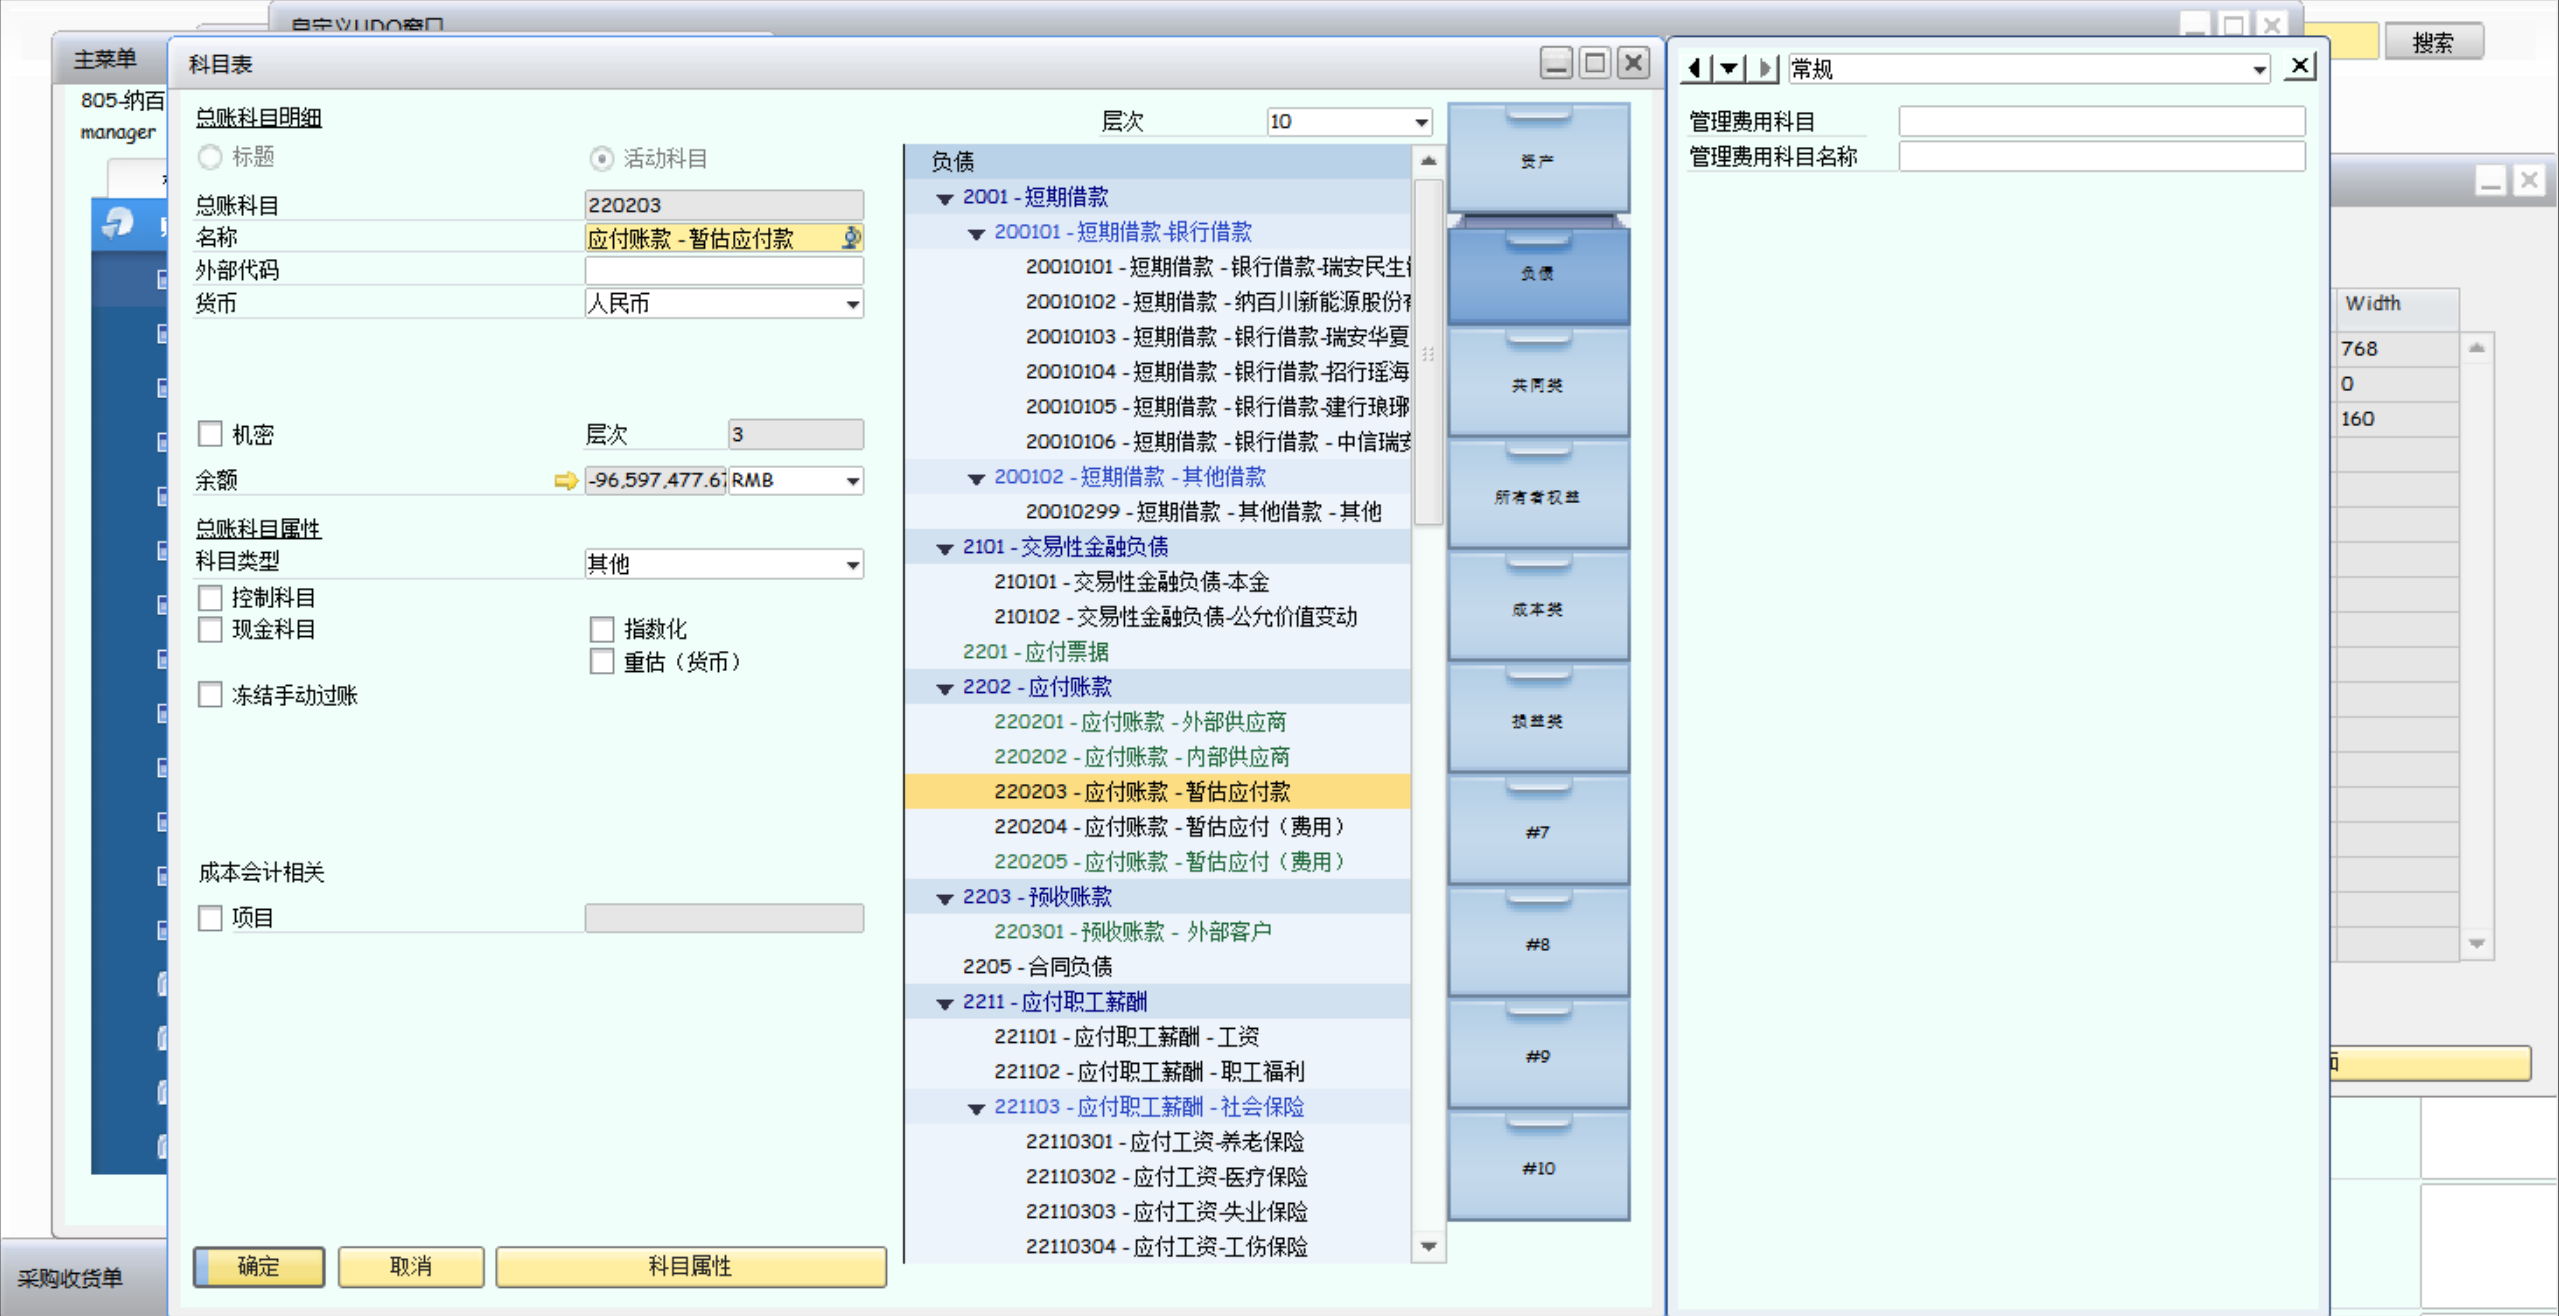 自定义UDO窗口
搜索
主菜单
805-纳百
manager
科目表
总账科目明细
标题
活动科目
总账科目
220203
名称
应付账款 - 暂估应付款
外部代码
货币
人民币
机密
层次
3
余额
-96,597,477.67
RMB
总账科目属性
科目类型
其他
控制科目
现金科目
指数化
重估（货币）
冻结手动过账
成本会计相关
项目
确定
取消
科目属性
层次
10
负债
2001 - 短期借款
200101 - 短期借款-银行借款
20010101 - 短期借款 - 银行借款-瑞安民生
20010102 - 短期借款 - 纳百川新能源股份
20010103 - 短期借款 - 银行借款-瑞安华夏
20010104 - 短期借款 - 银行借款-招行瑶海
20010105 - 短期借款 - 银行借款-建行琅琊
20010106 - 短期借款 - 银行借款 - 中信瑞安
200102 - 短期借款 - 其他借款
20010299 - 短期借款 - 其他借款 - 其他
2101 - 交易性金融负债
210101 - 交易性金融负债-本金
210102 - 交易性金融负债-公允价值变动
2201 - 应付票据
2202 - 应付账款
220201 - 应付账款 - 外部供应商
220202 - 应付账款 - 内部供应商
220203 - 应付账款 - 暂估应付款
220204 - 应付账款 - 暂估应付（费用）
220205 - 应付账款 - 暂估应付（费用）
2203 - 预收账款
220301 - 预收账款 - 外部客户
2205 - 合同负债
2211 - 应付职工薪酬
221101 - 应付职工薪酬 - 工资
221102 - 应付职工薪酬 - 职工福利
221103 - 应付职工薪酬 - 社会保险
22110301 - 应付工资-养老保险
22110302 - 应付工资-医疗保险
22110303 - 应付工资-失业保险
22110304 - 应付工资-工伤保险
资产
负债
共同类
所有者权益
成本类
损益类
#7
#8
#9
#10
常规
管理费用科目
管理费用科目名称
Width
768
0
160
采购收货单